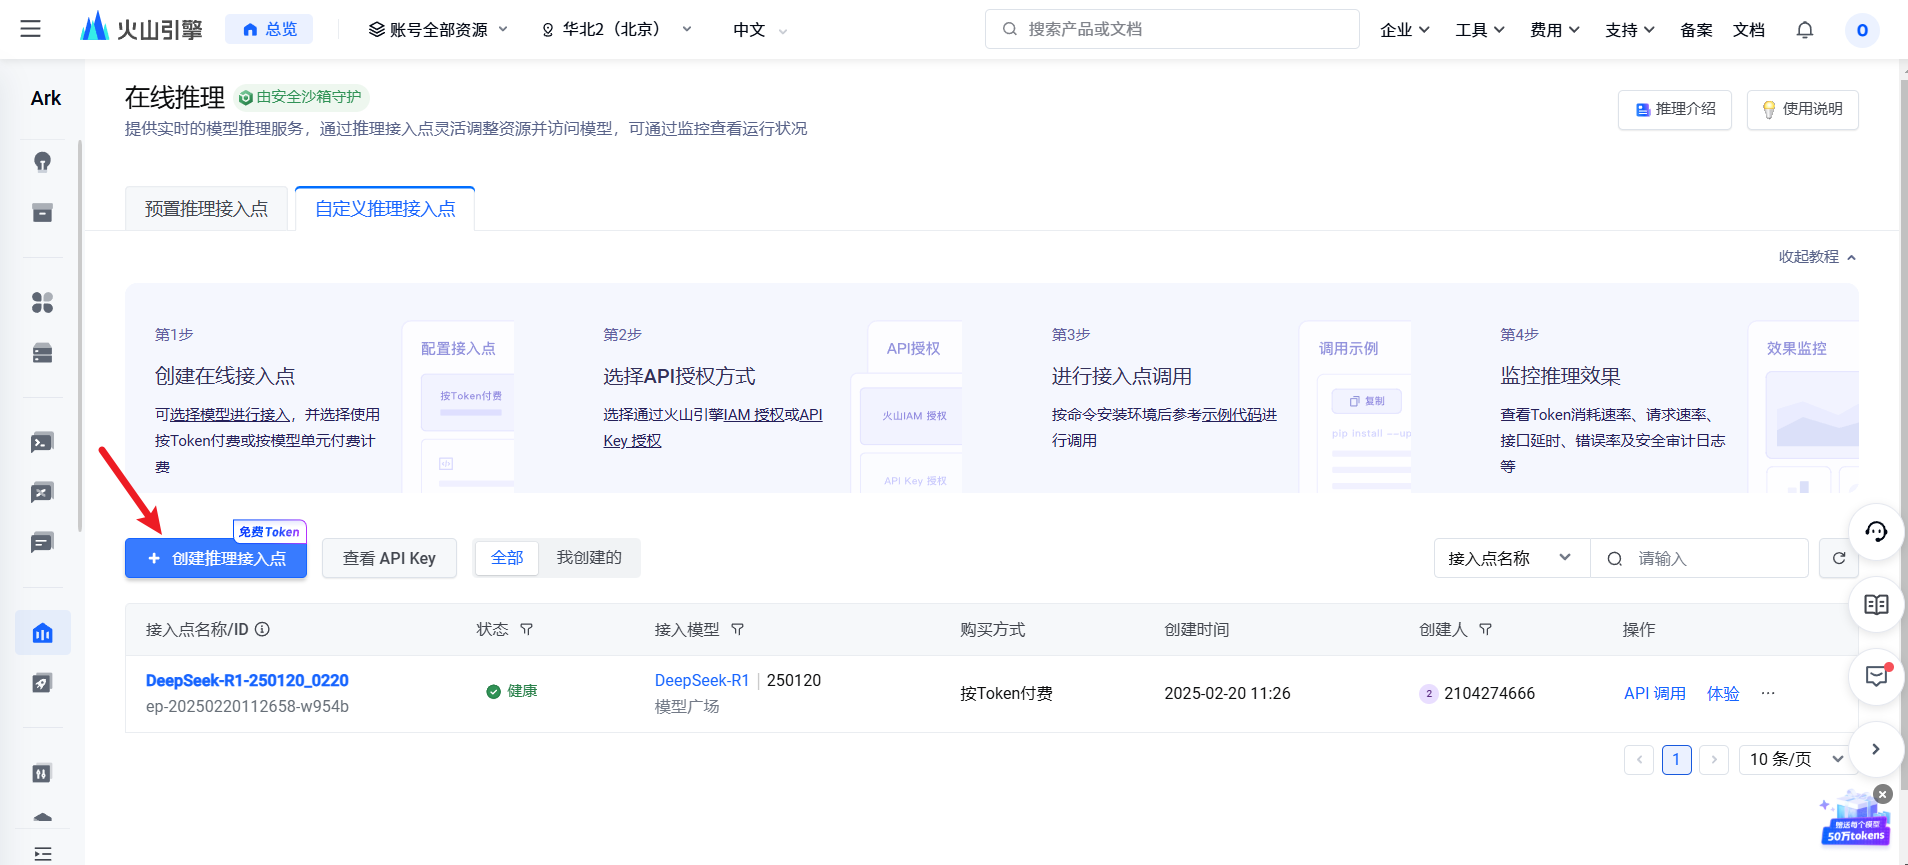 火山引擎
总览
账号全部资源
华北2（北京）
中文
搜索产品或文档
企业
工具
费用
支持
备案
文档
O
Ark
在线推理
由安全沙箱守护
提供实时的模型推理服务，通过推理接入点灵活调整资源并访问模型，可通过监控查看运行状况
推理介绍
使用说明
预置推理接入点
自定义推理接入点
收起教程
第1步
创建在线接入点
可选择模型进行接入，并选择使用
按Token付费或按模型单元付费计
费
配置接入点
按Token付费
第2步
选择API授权方式
选择通过火山引擎IAM 授权或API
Key 授权
API授权
火山IAM 授权
API Key 授权
第3步
进行接入点调用
按命令安装环境后参考示例代码进
行调用
调用示例
复制
pip install --up
第4步
监控推理效果
查看Token消耗速率、请求速率、
接口延时、错误率及安全审计日志
等
效果监控
免费Token
+ 创建推理接入点
查看 API Key
全部
我创建的
接入点名称
请输入
接入点名称/ID
状态
接入模型
购买方式
创建时间
创建人
操作
DeepSeek-R1-250120_0220
ep-20250220112658-w954b
健康
DeepSeek-R1 | 250120
模型广场
按Token付费
2025-02-20 11:26
2 2104274666
API 调用
体验
...
1
10 条/页
赠送每个模型
50万tokens